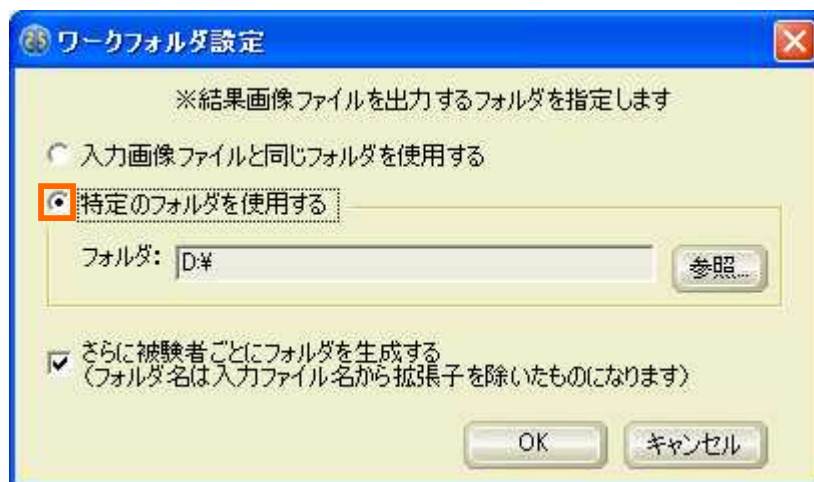 ワークフォルダ設定
※結果画像ファイルを出力するフォルダを指定します
入力画像ファイルと同じフォルダを使用する
特定のフォルダを使用する
フォルダ: D:¥ 参照...
さらに被験者ごとにフォルダを生成する
(フォルダ名は入力ファイル名から拡張子を除いたものになります)
OK キャンセル